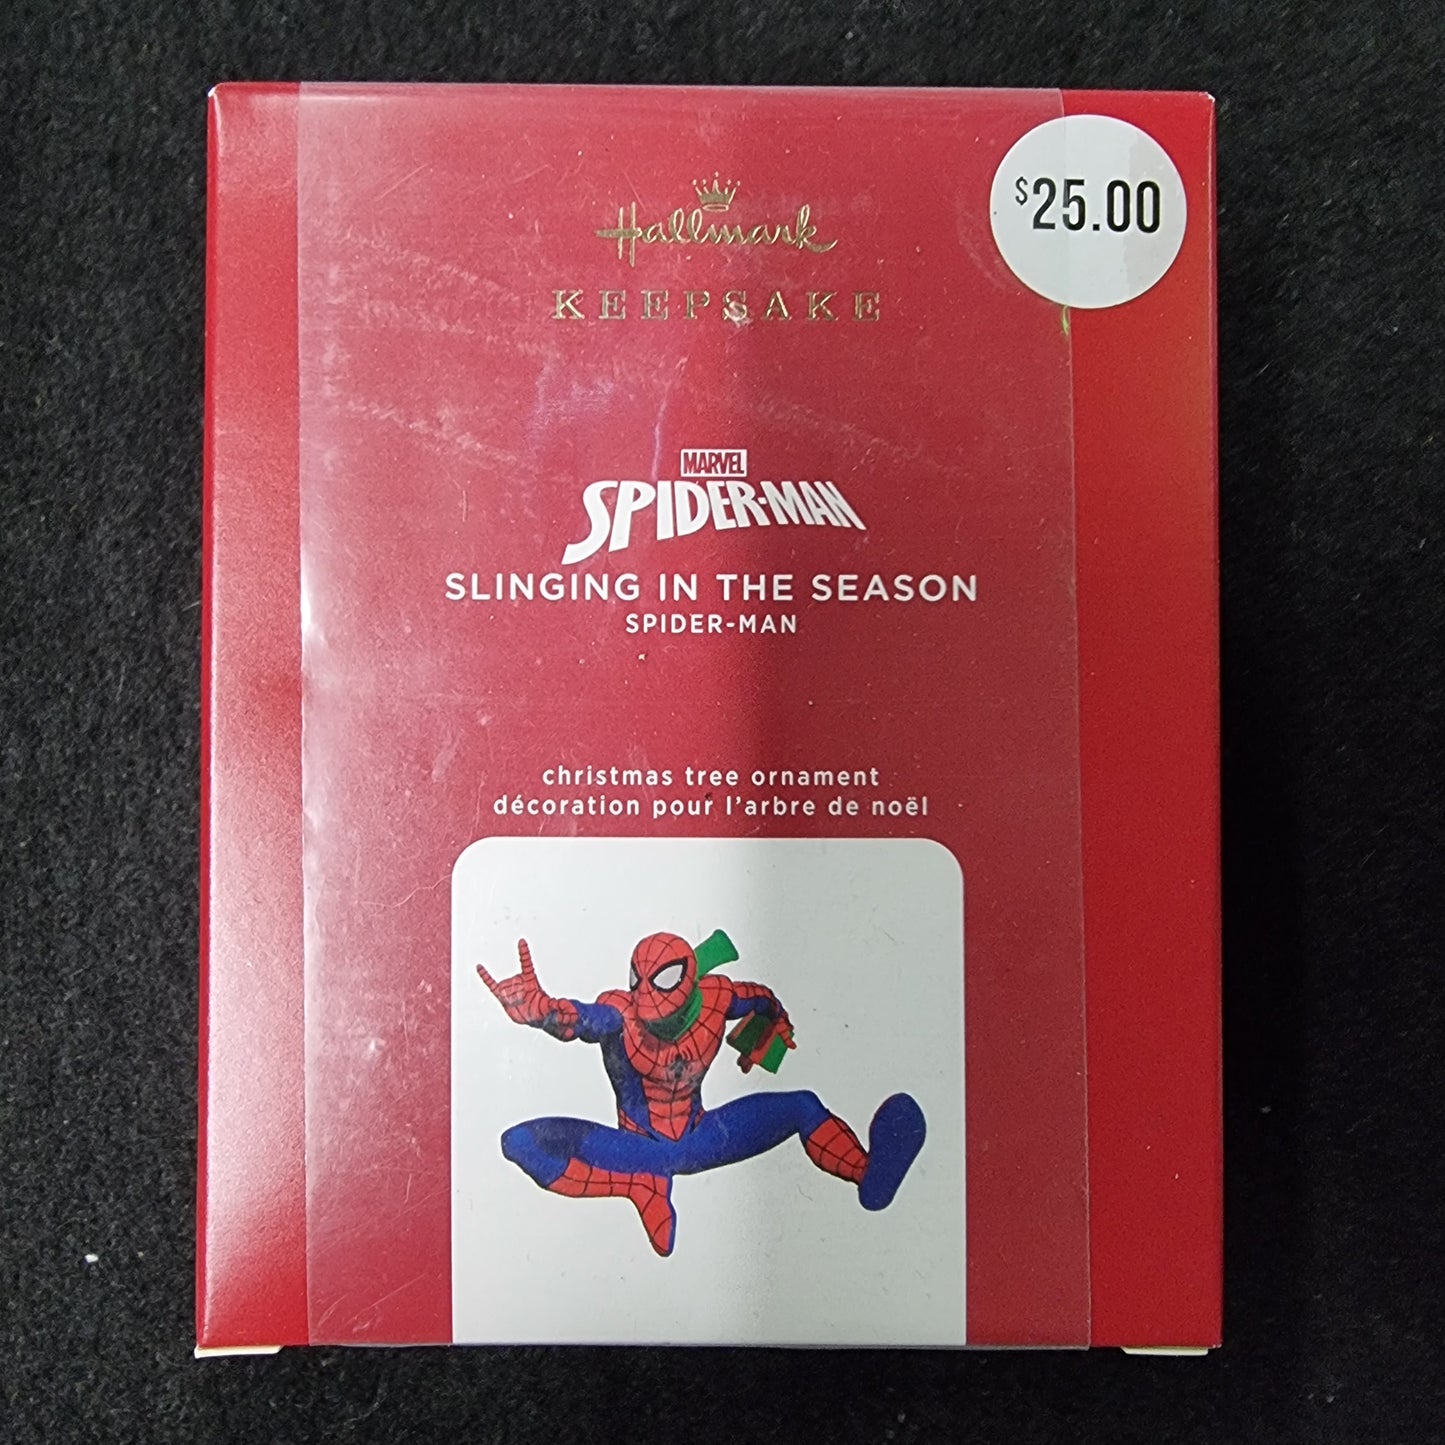 Hallmark
KEEPSAKE
$25.00
MARVEL
SPIDER-MAN
SLINGING IN THE SEASON
SPIDER-MAN
christmas tree ornament
décoration pour l'arbre de noël